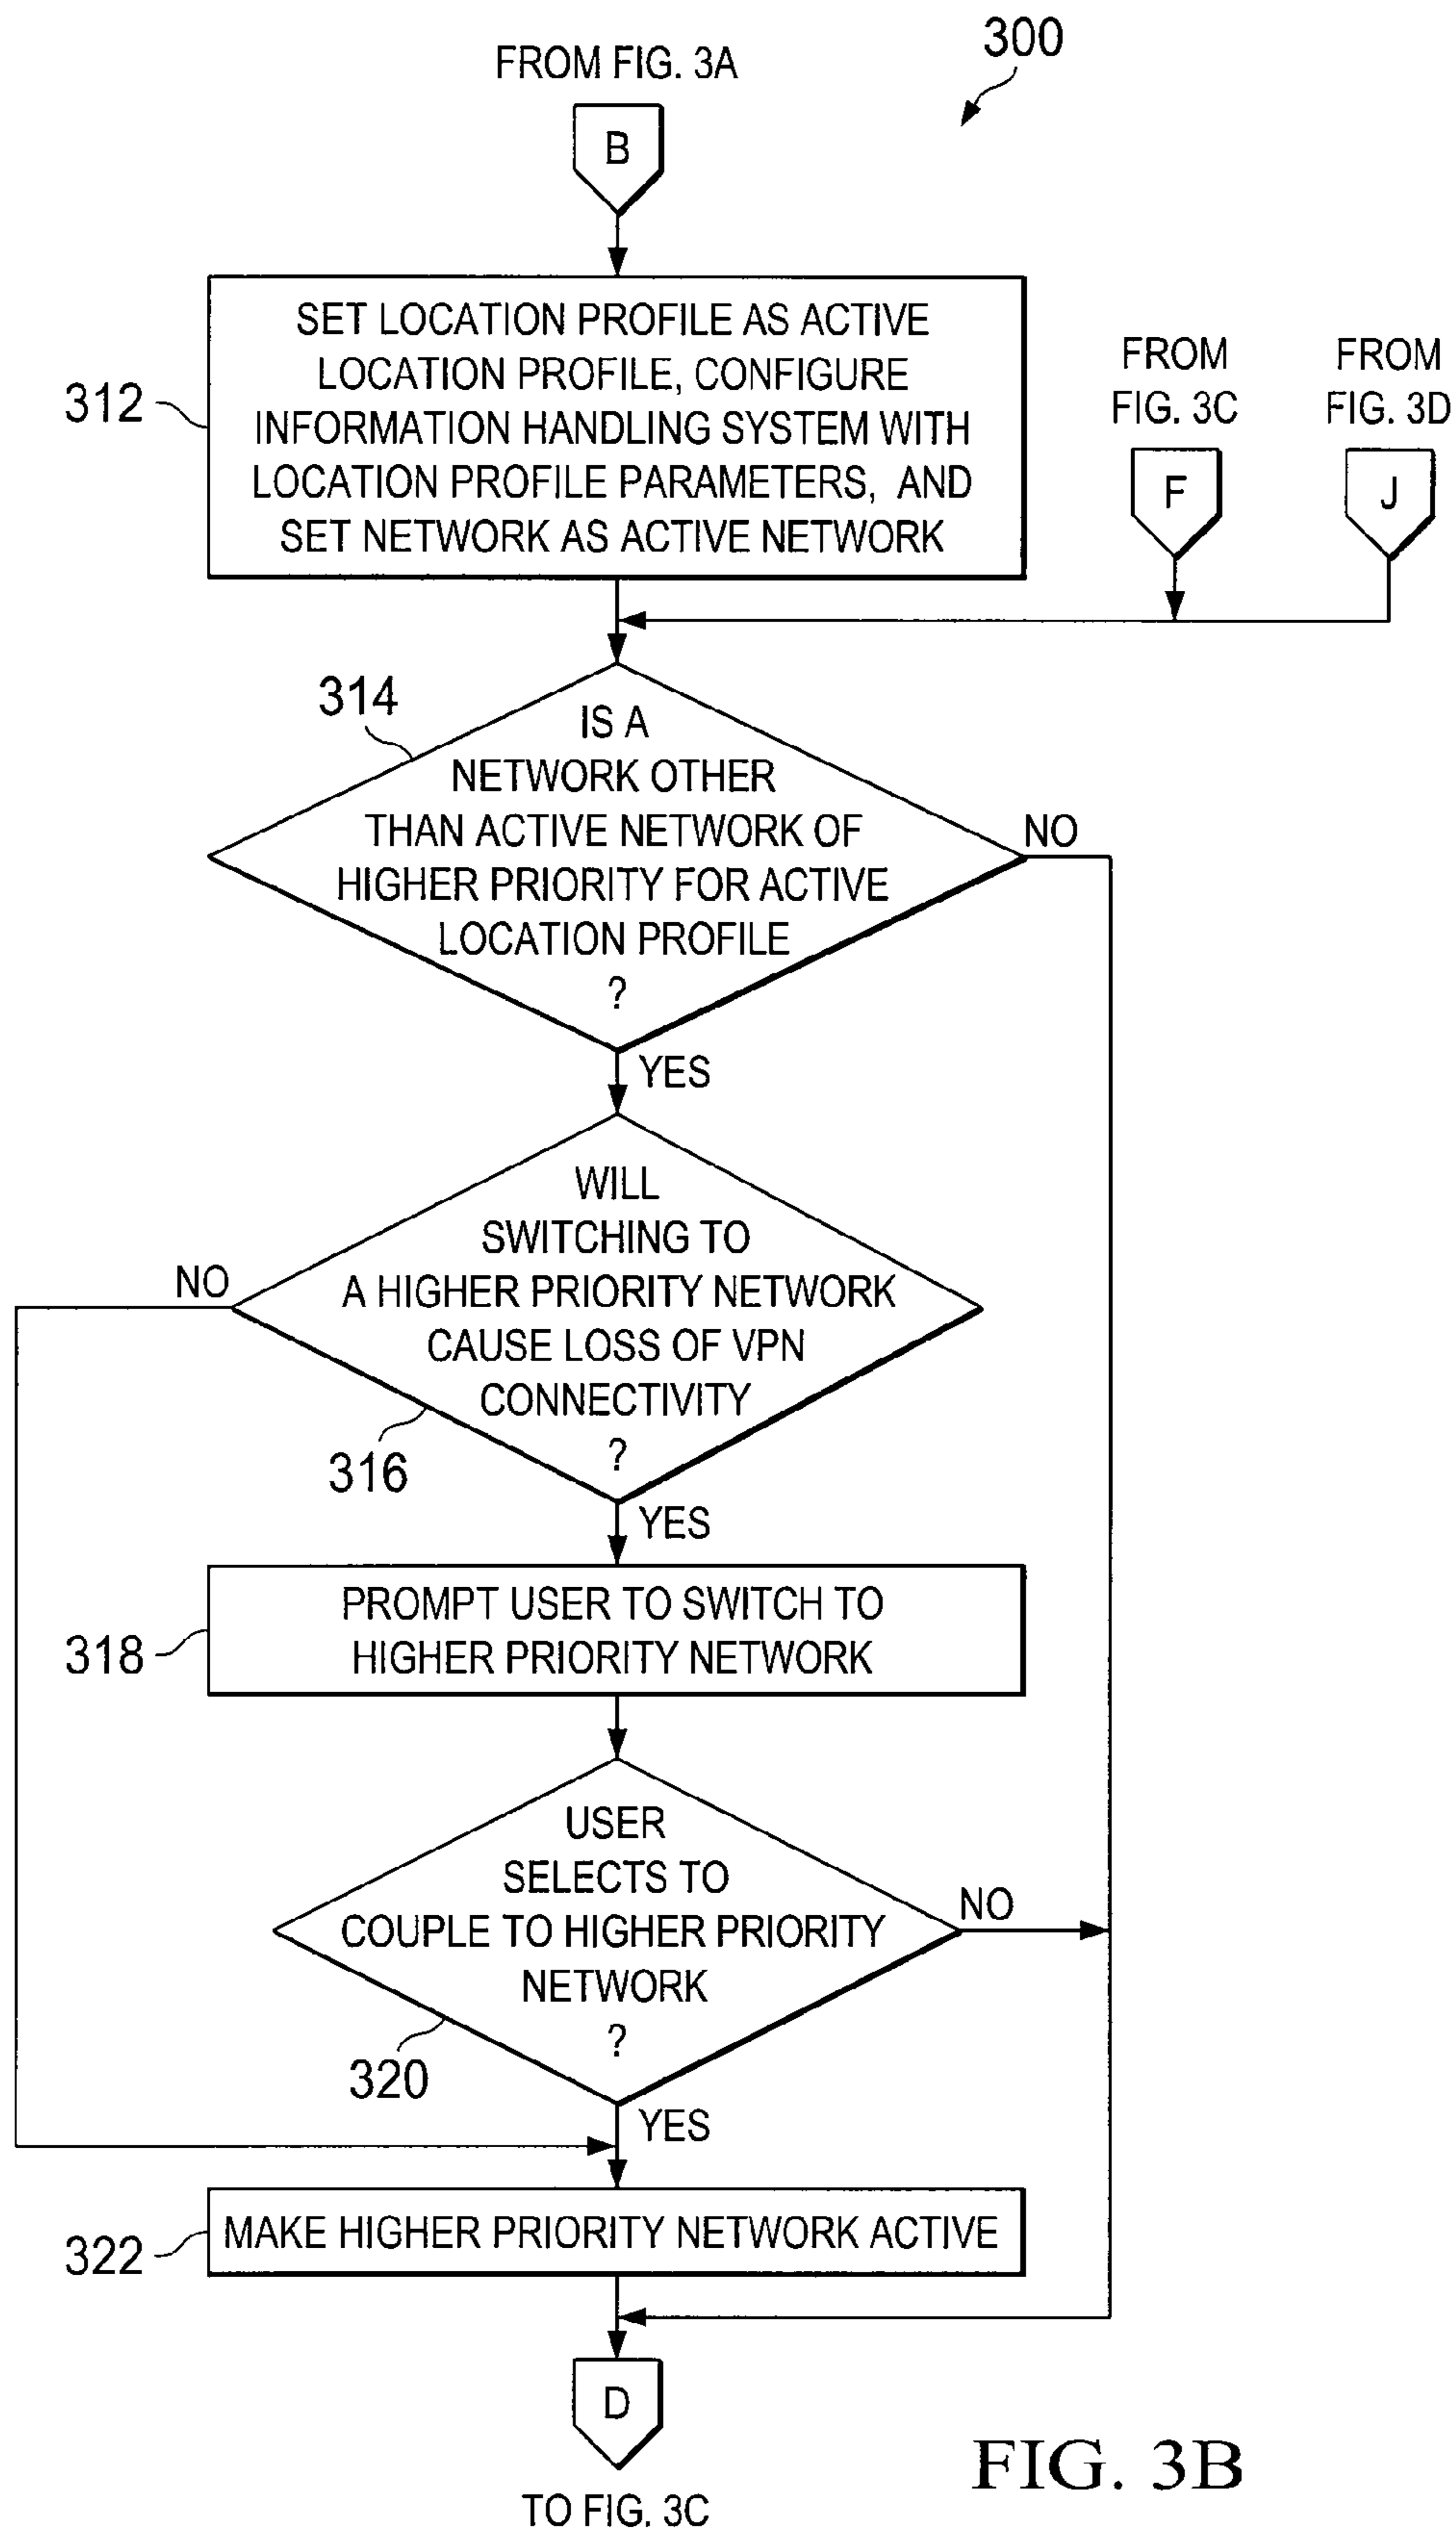 300
FROM FIG. 3A
B
SET LOCATION PROFILE AS ACTIVE
LOCATION PROFILE, CONFIGURE
INFORMATION HANDLING SYSTEM WITH
LOCATION PROFILE PARAMETERS, AND
SET NETWORK AS ACTIVE NETWORK
312
FROM
FIG. 3C
F
FROM
FIG. 3D
J
314
IS A
NETWORK OTHER
THAN ACTIVE NETWORK OF
HIGHER PRIORITY FOR ACTIVE
LOCATION PROFILE
?
NO
YES
WILL
SWITCHING TO
A HIGHER PRIORITY NETWORK
CAUSE LOSS OF VPN
CONNECTIVITY
?
NO
316
YES
PROMPT USER TO SWITCH TO
HIGHER PRIORITY NETWORK
318
USER
SELECTS TO
COUPLE TO HIGHER PRIORITY
NETWORK
?
NO
320
YES
MAKE HIGHER PRIORITY NETWORK ACTIVE
322
D
TO FIG. 3C
FIG. 3B